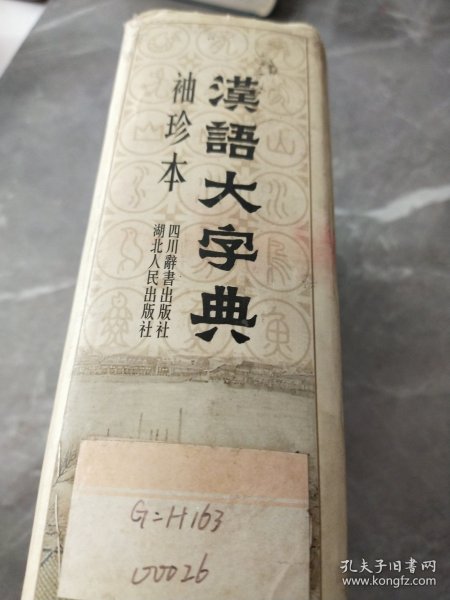 漢語大字典
袖珍本
四川辭書出版社
湖北人民出版社
G=H163
00026
孔夫子旧书网
www.kongfz.com